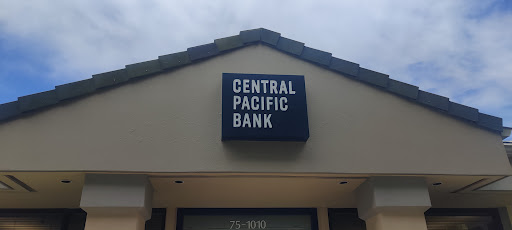 CENTRAL
PACIFIC
BANK
75-1010